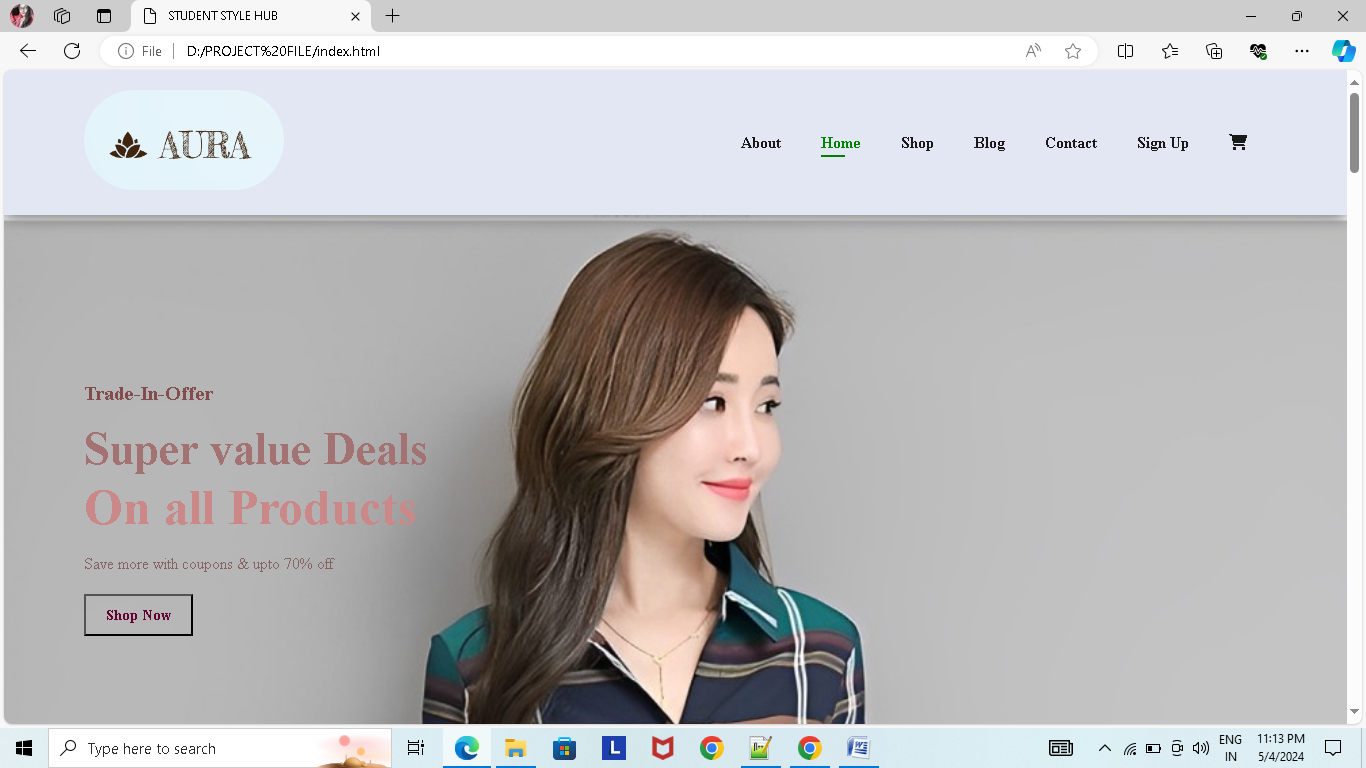 STUDENT STYLE HUB
File
D:/PROJECT%20FILE/index.html
AURA
About
Home
Shop
Blog
Contact
Sign Up
Trade-In-Offer
Super value Deals
On all Products
Save more with coupons & upto 70% off
Shop Now
Type here to search
L
W
ENG
IN
11:13 PM
5/4/2024